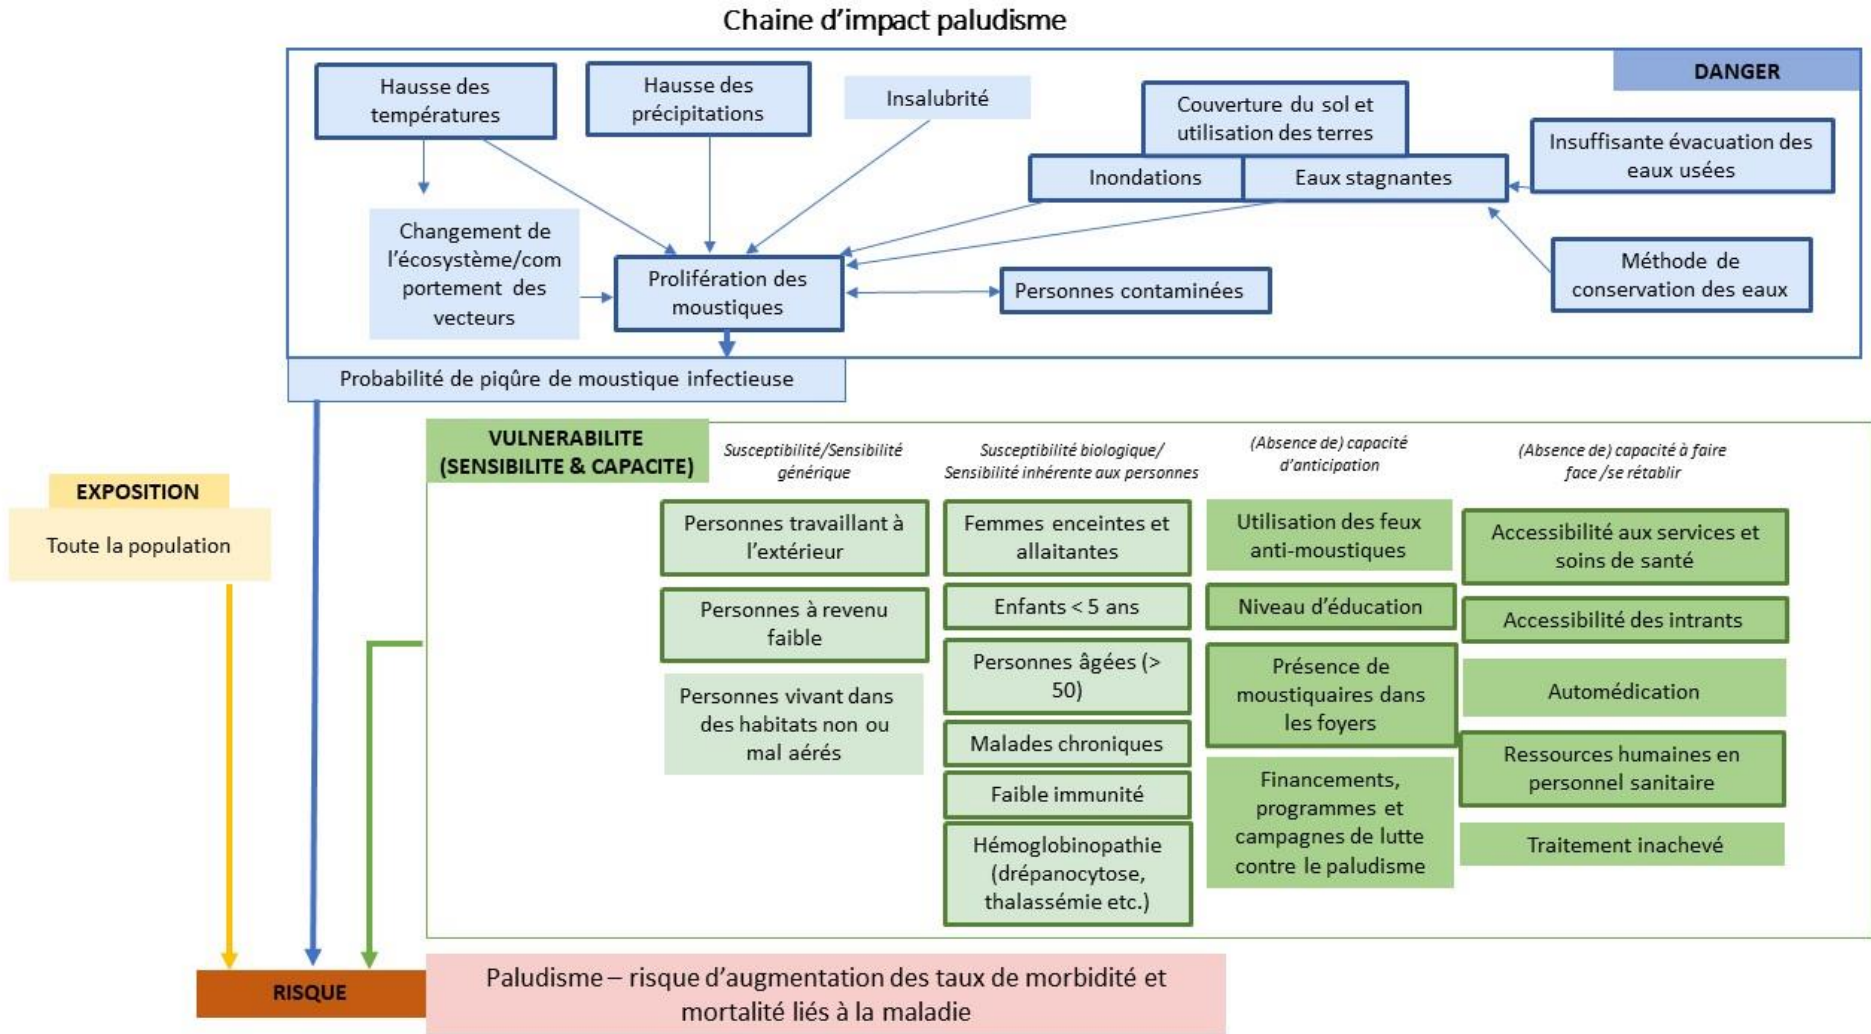 Chaine d'impact paludisme
DANGER
Hausse des
températures
Hausse des
précipitations
Insalubrité
Couverture du sol et
utilisation des terres
Inondations
Eaux stagnantes
Insuffisante évacuation des
eaux usées
Changement de
l'écosystème/com
portement des
vecteurs
Prolifération des
moustiques
Personnes contaminées
Méthode de
conservation des eaux
Probabilité de piqûre de moustique infectieuse
VULNERABILITE
(SENSIBILITE & CAPACITE)
Susceptibilité/Sensibilité
générique
Personnes travaillant à
l'extérieur
Personnes à revenu
faible
Personnes vivant dans
des habitats non ou
mal aérés
Susceptibilité biologique/
Sensibilité inhérente aux personnes
Femmes enceintes et
allaitantes
Enfants < 5 ans
Personnes âgées (>
50)
Malades chroniques
Faible immunité
Hémoglobinopathie
(drépanocytose,
thalassémie etc.)
(Absence de) capacité
d'anticipation
Utilisation des feux
anti-moustiques
Niveau d'éducation
Présence de
moustiquaires dans
les foyers
Financements,
programmes et
campagnes de lutte
contre le paludisme
(Absence de) capacité à faire
face /se rétablir
Accessibilité aux services et
soins de santé
Accessibilité des intrants
Automédication
Ressources humaines en
personnel sanitaire
Traitement inachevé
EXPOSITION
Toute la population
RISQUE
Paludisme – risque d'augmentation des taux de morbidité et
mortalité liés à la maladie